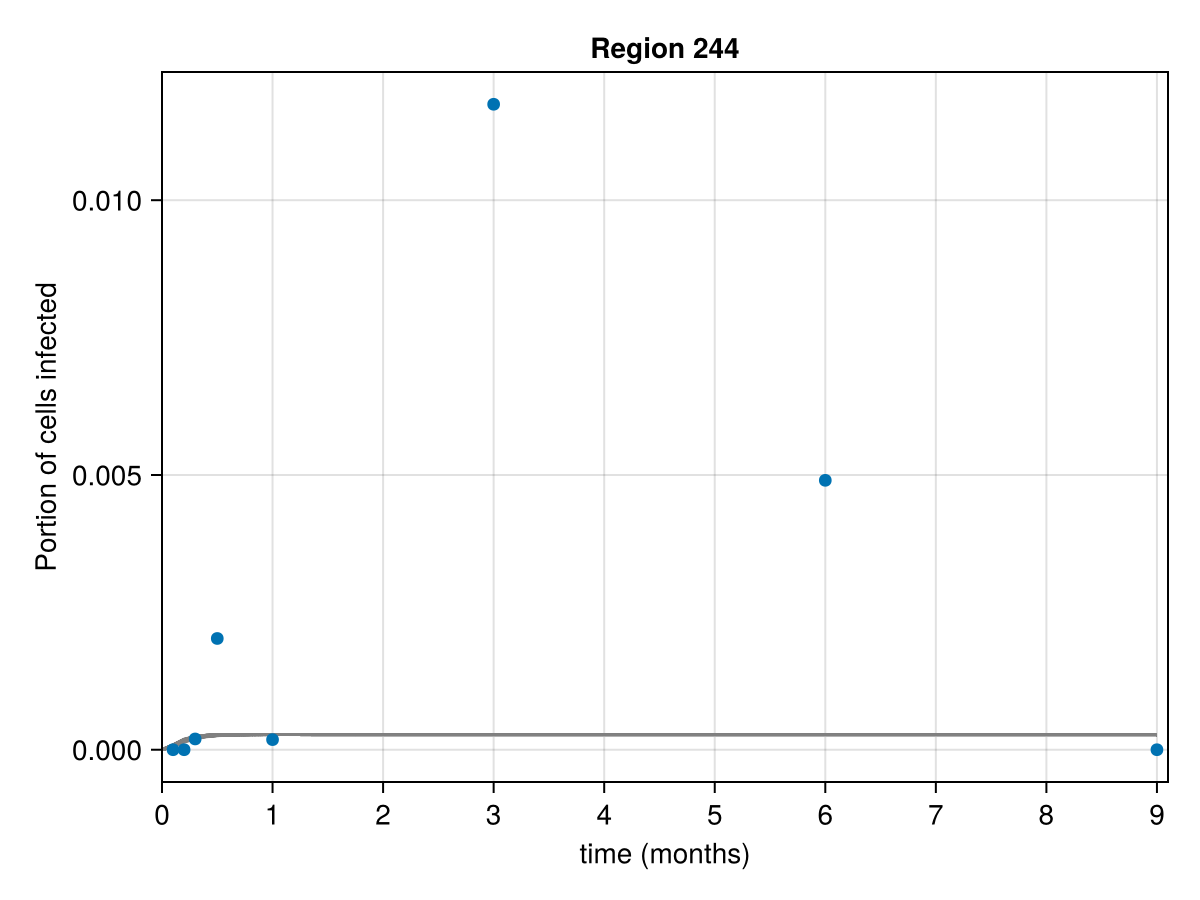 Region 244
Portion of cells infected
0.010
0.005
0.000
0 1 2 3 4 5 6 7 8 9
time (months)